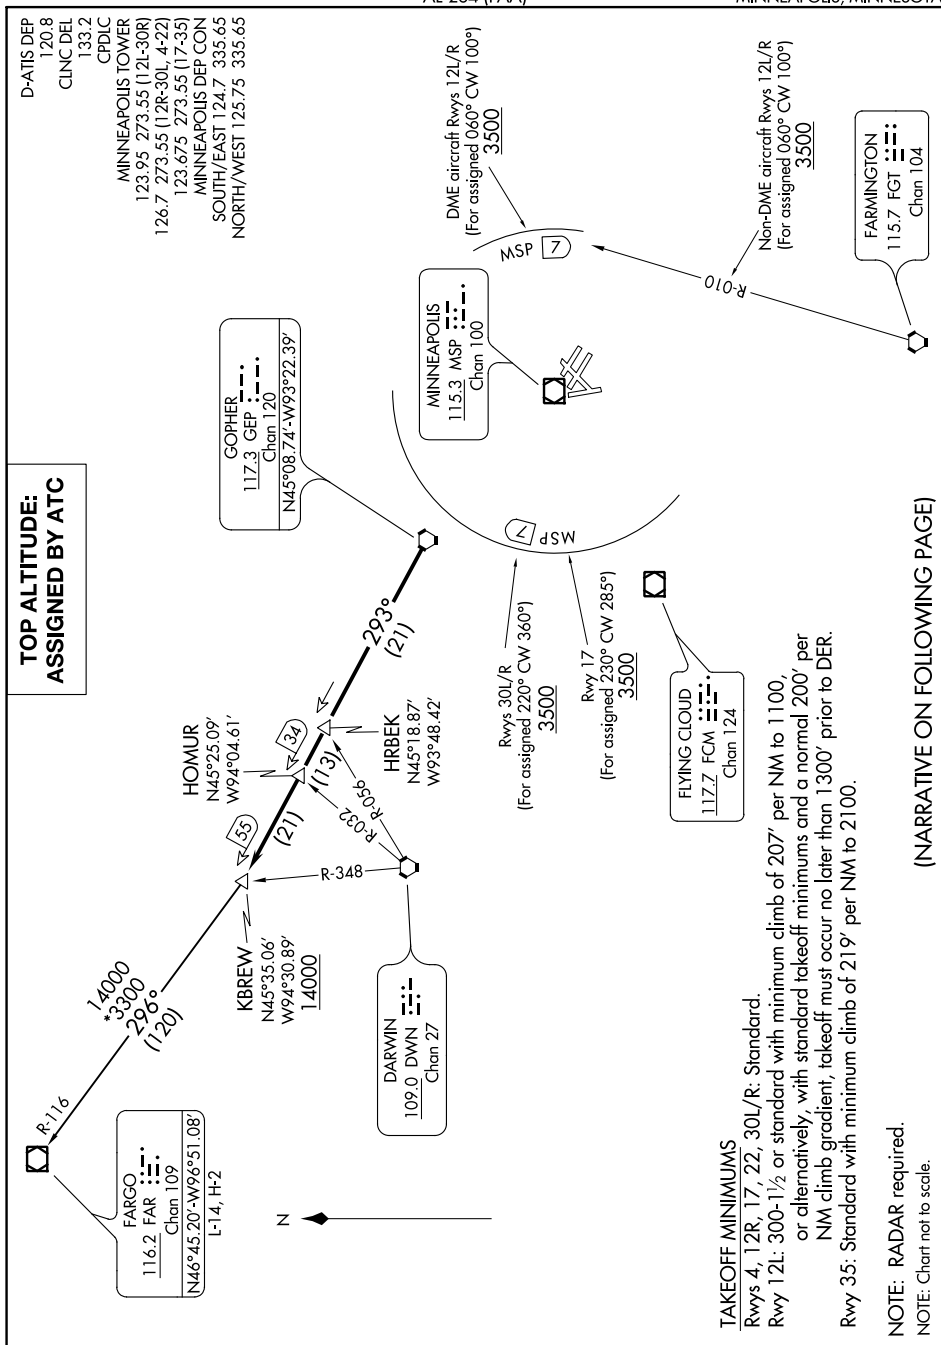 AL-264 (FAA)
MINNEAPOLIS, MINNESOTA
TOP ALTITUDE:
ASSIGNED BY ATC
D-ATIS DEP
120.8
CLNC DEL
133.2
CPDLC
MINNEAPOLIS TOWER
123.95 273.55 (12L-30R)
126.7 273.55 (12R-30L, 4-22)
123.675 273.55 (17-35)
MINNEAPOLIS DEP CON
SOUTH/EAST 124.7 335.65
NORTH/WEST 125.75 335.65
FARGO
116.2 FAR
Chan 109
N46°45.20'-W96°51.08'
L-14, H-2
R-116
14000
*3300
296°
(120)
KBREW
N45°35.06'
W94°30.89'
14000
55
(21)
HOMUR
N45°25.09'
W94°04.61'
34
(13)
HRBEK
N45°18.87'
W93°48.42'
293°
(21)
GOPHER
117.3 GEP
Chan 120
N45°08.74'-W93°22.39'
R-348
R-032
R-056
DARWIN
109.0 DWN
Chan 27
N
MINNEAPOLIS
115.3 MSP
Chan 100
MSP 7
DME aircraft Rwys 12L/R
(For assigned 060° CW 100°)
3500
MSP 7
Rwys 30L/R
(For assigned 220° CW 360°)
3500
Rwy 17
(For assigned 230° CW 285°)
3500
FLYING CLOUD
117.7 FCM
Chan 124
R-010
Non-DME aircraft Rwys 12L/R
(For assigned 060° CW 100°)
3500
FARMINGTON
115.7 FGT
Chan 104
TAKEOFF MINIMUMS
Rwys 4, 12R, 17, 22, 30L/R: Standard.
Rwy 12L: 300-1½ or standard with minimum climb of 207' per NM to 1100,
or alternatively, with standard takeoff minimums and a normal 200' per
NM climb gradient, takeoff must occur no later than 1300' prior to DER.
Rwy 35: Standard with minimum climb of 219' per NM to 2100.
NOTE: RADAR required.
NOTE: Chart not to scale.
(NARRATIVE ON FOLLOWING PAGE)